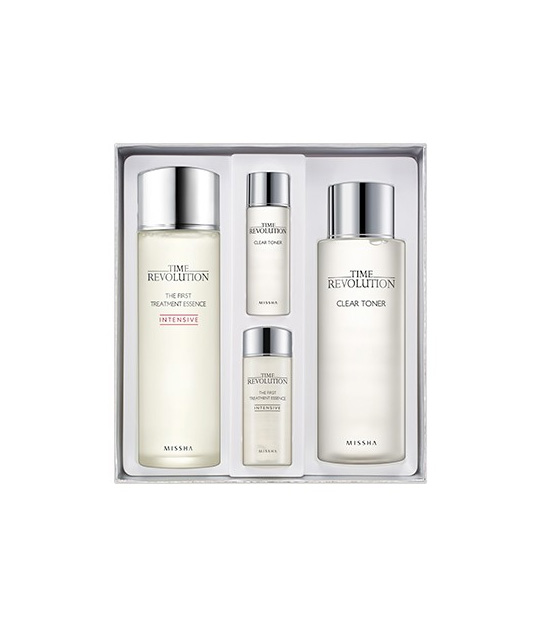 TIME
REVOLUTION
THE FIRST
TREATMENT ESSENCE
INTENSIVE
MISSHA
TIME
REVOLUTION
CLEAR TONER
MISSHA
TIME
REVOLUTION
THE FIRST
TREATMENT ESSENCE
INTENSIVE
MISSHA
TIME
REVOLUTION
CLEAR TONER
MISSHA